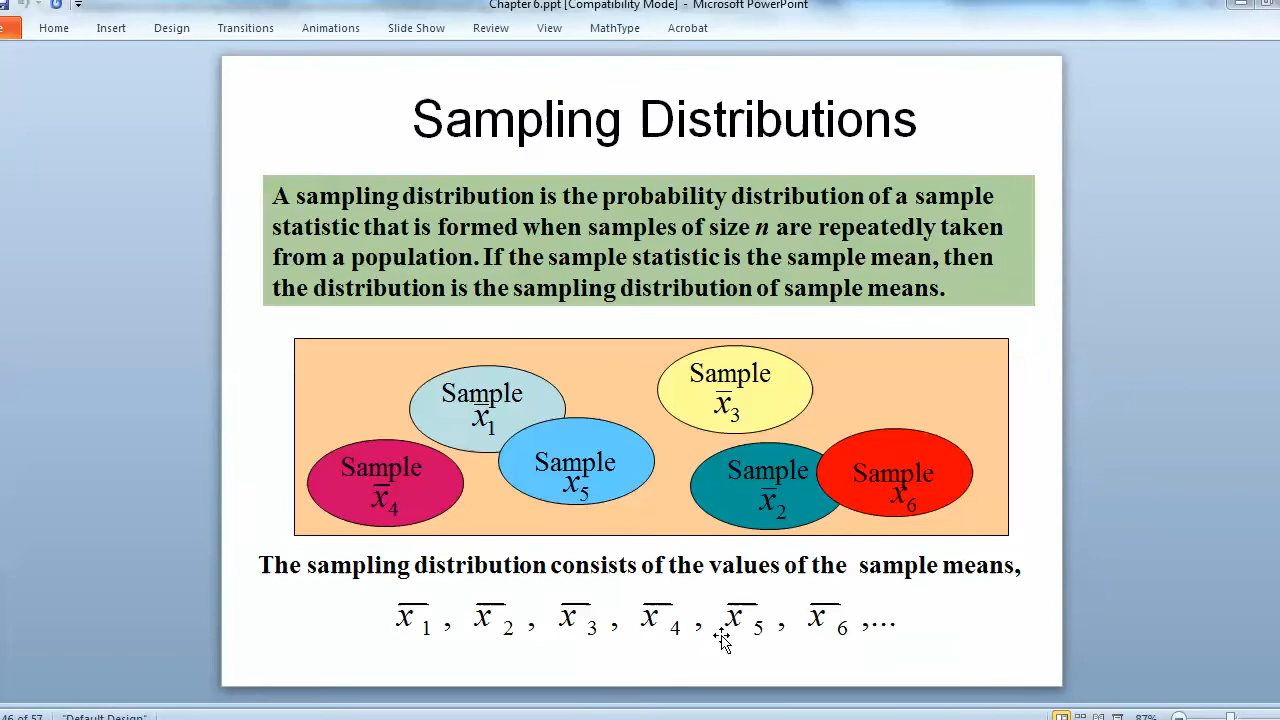 Chapter 6.ppt [Compatibility Mode] - Microsoft PowerPoint
Home Insert Design Transitions Animations Slide Show Review View MathType Acrobat
Sampling Distributions
A sampling distribution is the probability distribution of a sample
statistic that is formed when samples of size n are repeatedly taken
from a population. If the sample statistic is the sample mean, then
the distribution is the sampling distribution of sample means.
Sample
x̅₁
Sample
x̅₃
Sample
x̅₄
Sample
x₅
Sample
x̅₂
Sample
x₆
The sampling distribution consists of the values of the sample means,
x̅₁ , x̅₂ , x̅₃ , x̅₄ , x̅₅ , x̅₆ ,...
46 of 57 "Default Design" 87%